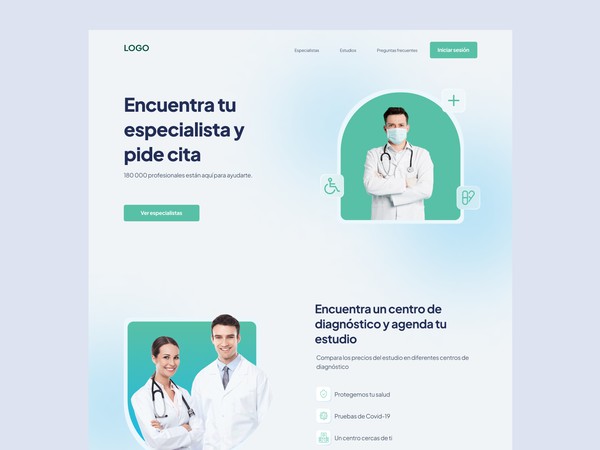 LOGO
Especialistas
Estudios
Preguntas frecuentes
Iniciar sesión
Encuentra tu
especialista y
pide cita
180 000 profesionales están aquí para ayudarte.
Ver especialistas
Encuentra un centro de
diagnóstico y agenda tu
estudio
Compara los precios del estudio en diferentes centros de
diagnóstico
Protegemos tu salud
Pruebas de Covid-19
Un centro cercas de ti